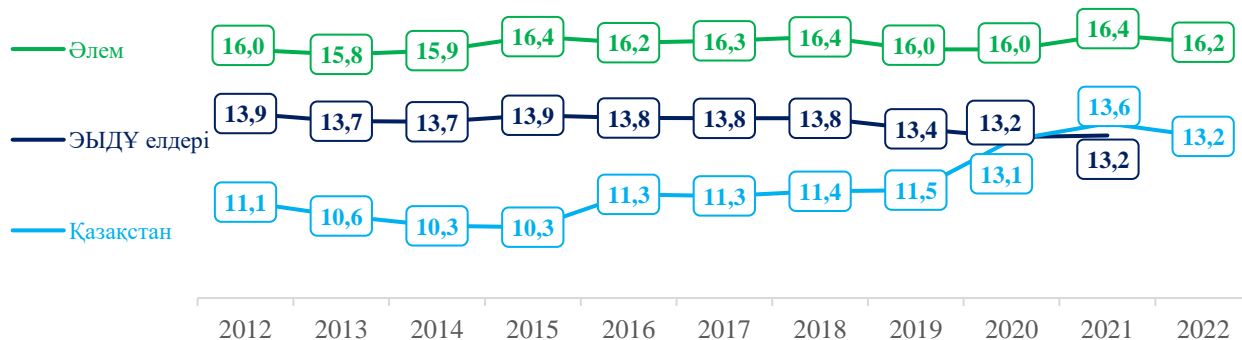 Әлем
16,0 15,8 15,9 16,4 16,2 16,3 16,4 16,0 16,0 16,4 16,2
ЭЫДҰ елдері
13,9 13,7 13,7 13,9 13,8 13,8 13,8 13,4 13,2 13,2
Қазақстан
11,1 10,6 10,3 10,3 11,3 11,3 11,4 11,5 13,1 13,6 13,2
2012 2013 2014 2015 2016 2017 2018 2019 2020 2021 2022